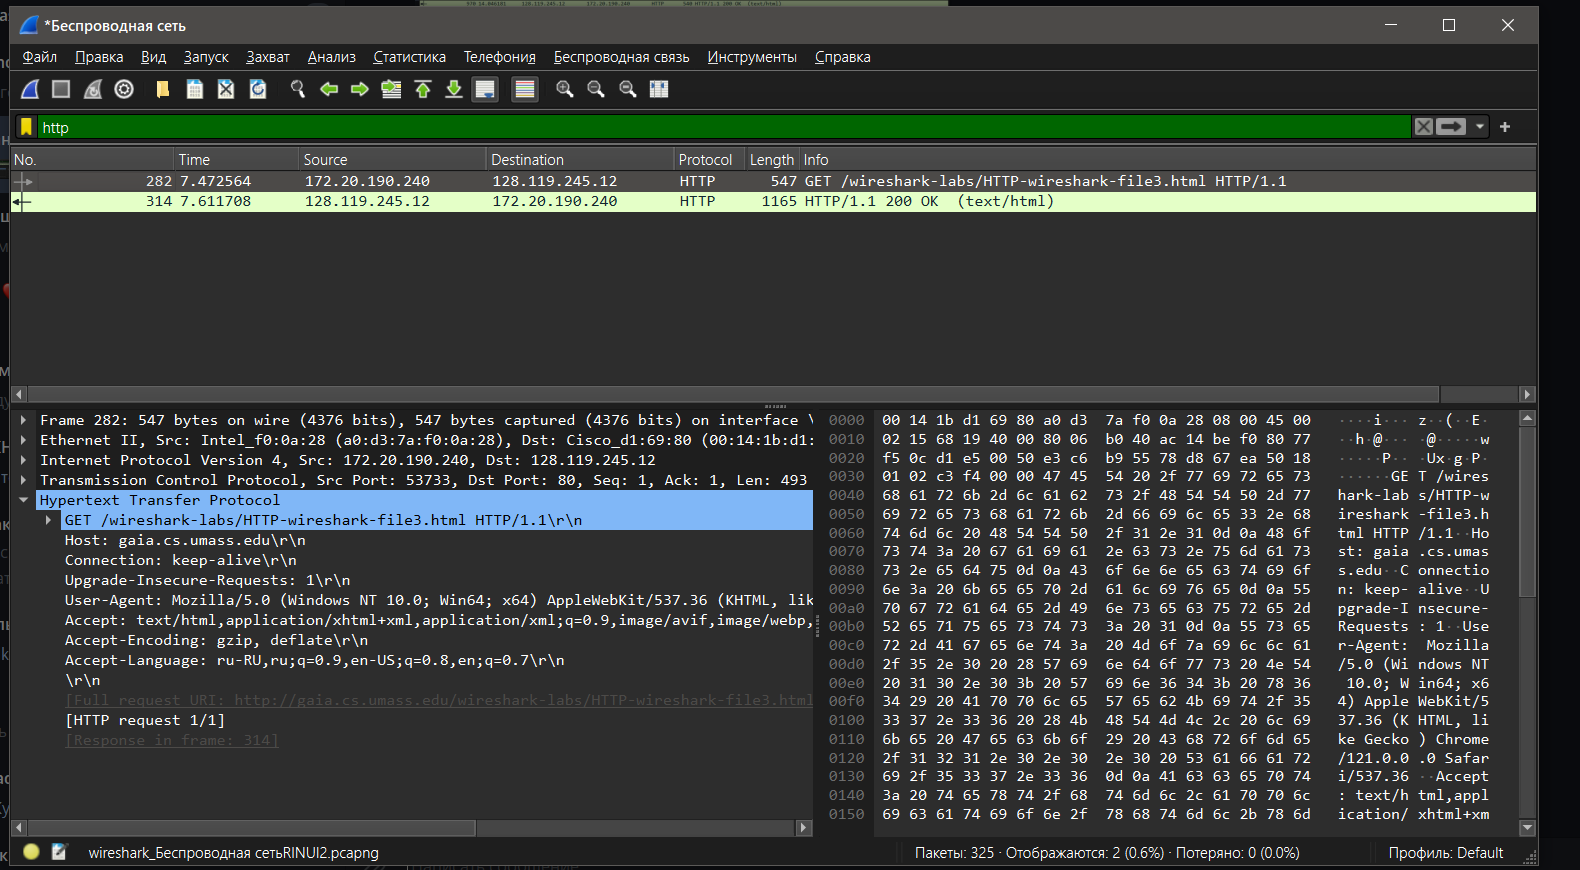 *Беспроводная сеть
Файл Правка Вид Запуск Захват Анализ Статистика Телефония Беспроводная связь Инструменты Справка
http
No. Time Source Destination Protocol Length Info
282 7.472564 172.20.190.240 128.119.245.12 HTTP 547 GET /wireshark-labs/HTTP-wireshark-file3.html HTTP/1.1
314 7.611708 128.119.245.12 172.20.190.240 HTTP 1165 HTTP/1.1 200 OK (text/html)
Frame 282: 547 bytes on wire (4376 bits), 547 bytes captured (4376 bits) on interface \
Ethernet II, Src: Intel_f0:0a:28 (a0:d3:7a:f0:0a:28), Dst: Cisco_d1:69:80 (00:14:1b:d1:
Internet Protocol Version 4, Src: 172.20.190.240, Dst: 128.119.245.12
Transmission Control Protocol, Src Port: 53733, Dst Port: 80, Seq: 1, Ack: 1, Len: 493
Hypertext Transfer Protocol
GET /wireshark-labs/HTTP-wireshark-file3.html HTTP/1.1\r\n
Host: gaia.cs.umass.edu\r\n
Connection: keep-alive\r\n
Upgrade-Insecure-Requests: 1\r\n
User-Agent: Mozilla/5.0 (Windows NT 10.0; Win64; x64) AppleWebKit/537.36 (KHTML, lik
Accept: text/html,application/xhtml+xml,application/xml;q=0.9,image/avif,image/webp,
Accept-Encoding: gzip, deflate\r\n
Accept-Language: ru-RU,ru;q=0.9,en-US;q=0.8,en;q=0.7\r\n
\r\n
[Full request URI: http://gaia.cs.umass.edu/wireshark-labs/HTTP-wireshark-file3.html
[HTTP request 1/1]
[Response in frame: 314]
0000 00 14 1b d1 69 80 a0 d3 7a f0 0a 28 08 00 45 00 ····i··· z··(··E·
0010 02 15 68 19 40 00 80 06 b0 40 ac 14 be f0 80 77 ··h·@··· ·@·····w
0020 f5 0c d1 e5 00 50 e3 c6 b9 55 78 d8 67 ea 50 18 ·····P·· ·Ux·g·P·
0030 01 02 c3 f4 00 00 47 45 54 20 2f 77 69 72 65 73 ······GE T /wires
0040 68 61 72 6b 2d 6c 61 62 73 2f 48 54 54 50 2d 77 hark-lab s/HTTP-w
0050 69 72 65 73 68 61 72 6b 2d 66 69 6c 65 33 2e 68 ireshark -file3.h
0060 74 6d 6c 20 48 54 54 50 2f 31 2e 31 0d 0a 48 6f tml HTTP /1.1··Ho
0070 73 74 3a 20 67 61 69 61 2e 63 73 2e 75 6d 61 73 st: gaia .cs.umas
0080 73 2e 65 64 75 0d 0a 43 6f 6e 6e 65 63 74 69 6f s.edu··C onnectio
0090 6e 3a 20 6b 65 65 70 2d 61 6c 69 76 65 0d 0a 55 n: keep- alive··U
00a0 70 67 72 61 64 65 2d 49 6e 73 65 63 75 72 65 2d pgrade-I nsecure-
00b0 52 65 71 75 65 73 74 73 3a 20 31 0d 0a 55 73 65 Requests : 1··Use
00c0 72 2d 41 67 65 6e 74 3a 20 4d 6f 7a 69 6c 6c 61 r-Agent: Mozilla
00d0 2f 35 2e 30 20 28 57 69 6e 64 6f 77 73 20 4e 54 /5.0 (Wi ndows NT
00e0 20 31 30 2e 30 3b 20 57 69 6e 36 34 3b 20 78 36 10.0; W in64; x6
00f0 34 29 20 41 70 70 6c 65 57 65 62 4b 69 74 2f 35 4) Apple WebKit/5
0100 33 37 2e 33 36 20 28 4b 48 54 4d 4c 2c 20 6c 69 37.36 (K HTML, li
0110 6b 65 20 47 65 63 6b 6f 29 20 43 68 72 6f 6d 65 ke Gecko ) Chrome
0120 2f 31 32 31 2e 30 2e 30 2e 30 20 53 61 66 61 72 /121.0.0 .0 Safar
0130 69 2f 35 33 37 2e 33 36 0d 0a 41 63 63 65 70 74 i/537.36 ··Accept
0140 3a 20 74 65 78 74 2f 68 74 6d 6c 2c 61 70 70 6c : text/h tml,appl
0150 69 63 61 74 69 6f 6e 2f 78 68 74 6d 6c 2b 78 6d ication/ xhtml+xm
wireshark_Беспроводная сетьRINUI2.pcapng
Пакеты: 325 · Отображаются: 2 (0.6%) · Потеряно: 0 (0.0%)
Профиль: Default